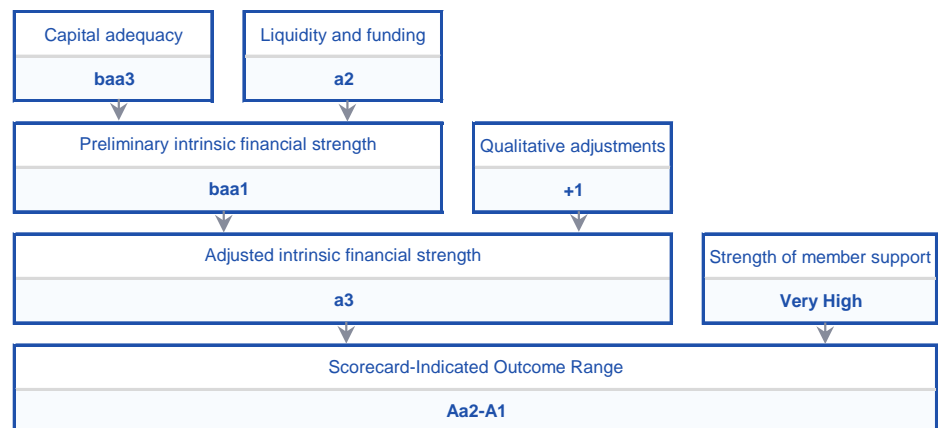 Capital adequacy
Liquidity and funding
baa3
a2
Preliminary intrinsic financial strength
Qualitative adjustments
baa1
+1
Adjusted intrinsic financial strength
Strength of member support
a3
Very High
Scorecard-Indicated Outcome Range
Aa2-A1